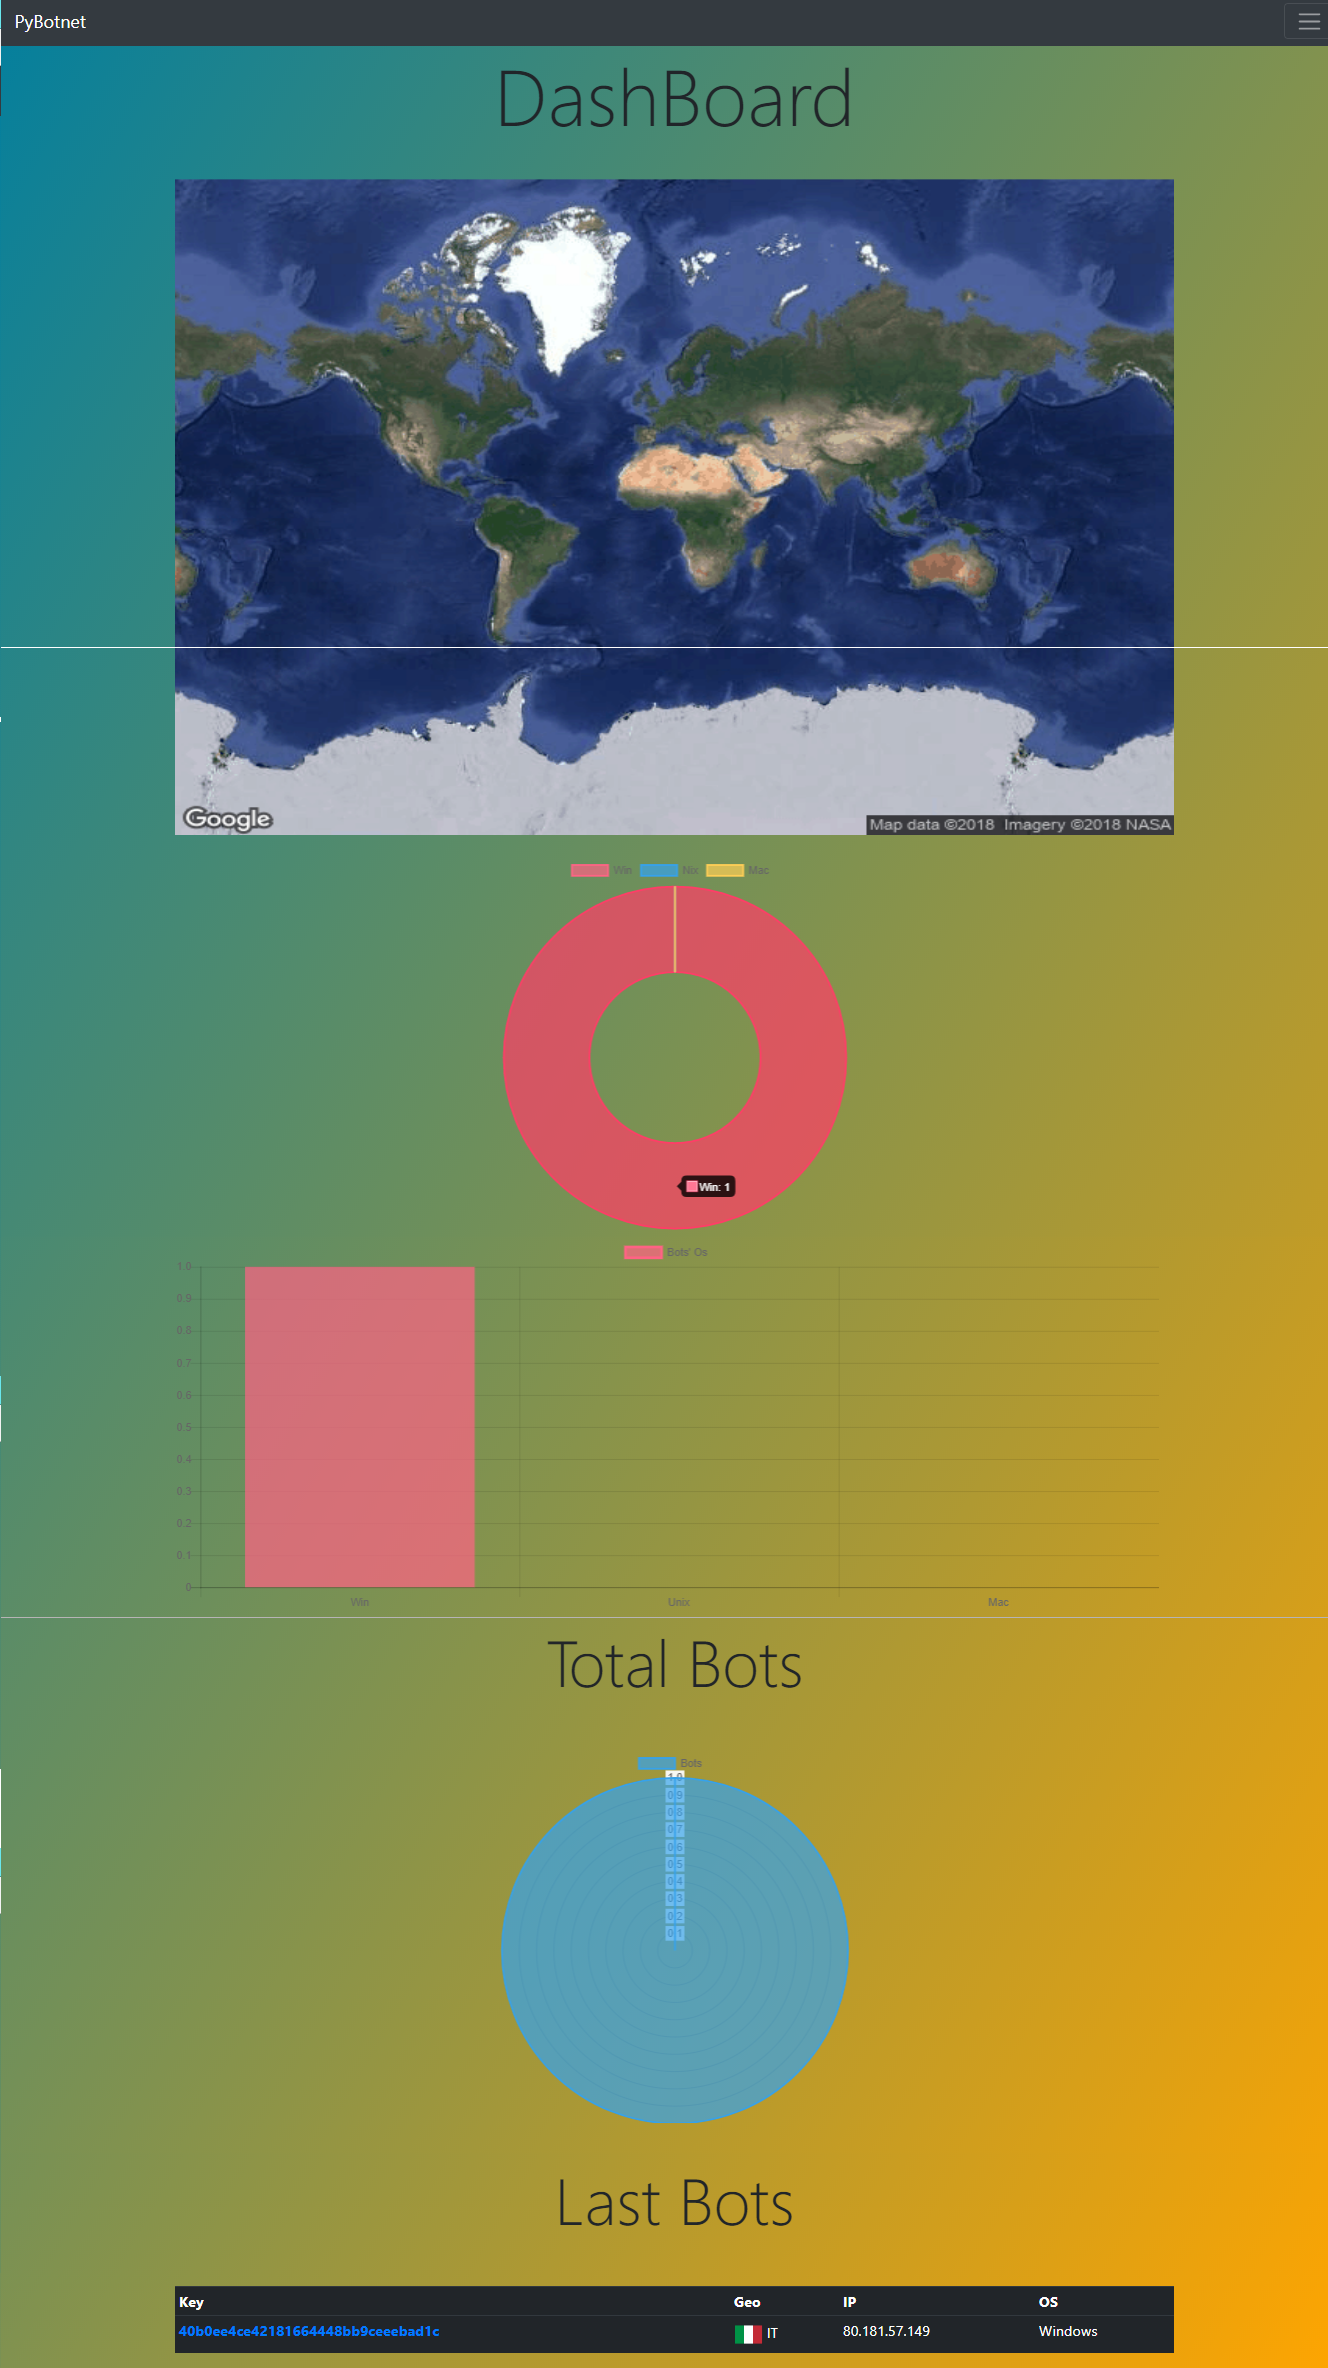 PyBotnet
DashBoard
Google
Map data ©2018 Imagery ©2018 NASA
Win Nix Mac
Win: 1
Bots' Os
1.0
0.9
0.8
0.7
0.6
0.5
0.4
0.3
0.2
0.1
0
Win Unix Mac
Total Bots
Bots
1.0
0.9
0.8
0.7
0.6
0.5
0.4
0.3
0.2
0.1
Last Bots
Key Geo IP OS
40b0ee4ce42181664448bb9ceeebad1c IT 80.181.57.149 Windows